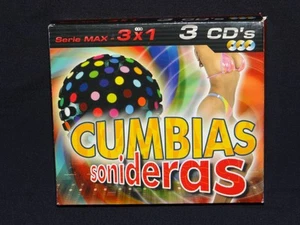 Serie MAX - 3x1 3 CD's
CUMBIAS
sonideras